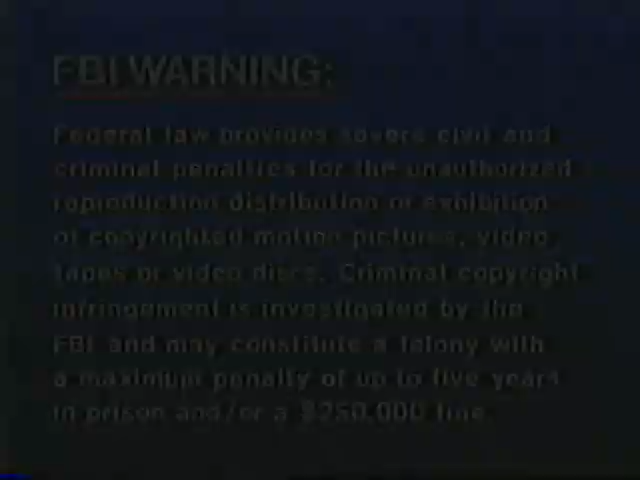 FBI WARNING:
Federal law provides severe civil and
criminal penalties for the unauthorized
reproduction distribution or exhibition
of copyrighted motion pictures, video
tapes or video discs. Criminal copyright
infringement is investigated by the
FBI and may constitute a felony with
a maximum penalty of up to five years
in prison and/or a $250,000 fine.